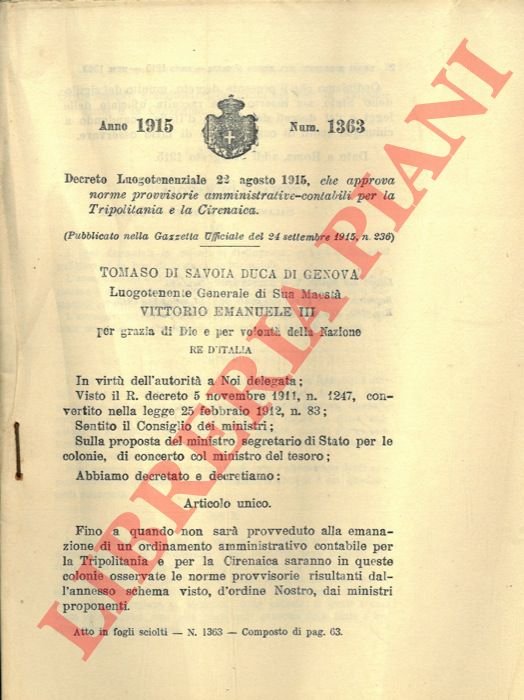 Anno 1915 Num. 1363
Decreto Luogotenenziale 22 agosto 1915, che approva
norme provvisorie amministrative-contabili per la
Tripolitania e la Cirenaica.
(Pubblicato nella Gazzetta Ufficiale del 24 settembre 1915, n. 236)
TOMASO DI SAVOIA DUCA DI GENOVA
Luogotenente Generale di Sua Maestà
VITTORIO EMANUELE III
per grazia di Dio e per volontà della Nazione
RE D'ITALIA
In virtù dell'autorità a Noi delegata;
Visto il R. decreto 5 novembre 1911, n. 1247, con-
vertito nella legge 25 febbraio 1912, n. 83;
Sentito il Consiglio dei ministri;
Sulla proposta del ministro segretario di Stato per le
colonie, di concerto col ministro del tesoro;
Abbiamo decretato e decretiamo:
Articolo unico.
Fino a quando non sarà provveduto alla emana-
zione di un ordinamento amministrativo contabile per
la Tripolitania e per la Cirenaica saranno in queste
colonie osservate le norme provvisorie risultanti dal-
l'annesso schema visto, d'ordine Nostro, dai ministri
proponenti.
Atto in fogli sciolti — N. 1363 — Composto di pag. 63.
LIBRERIA PIANI